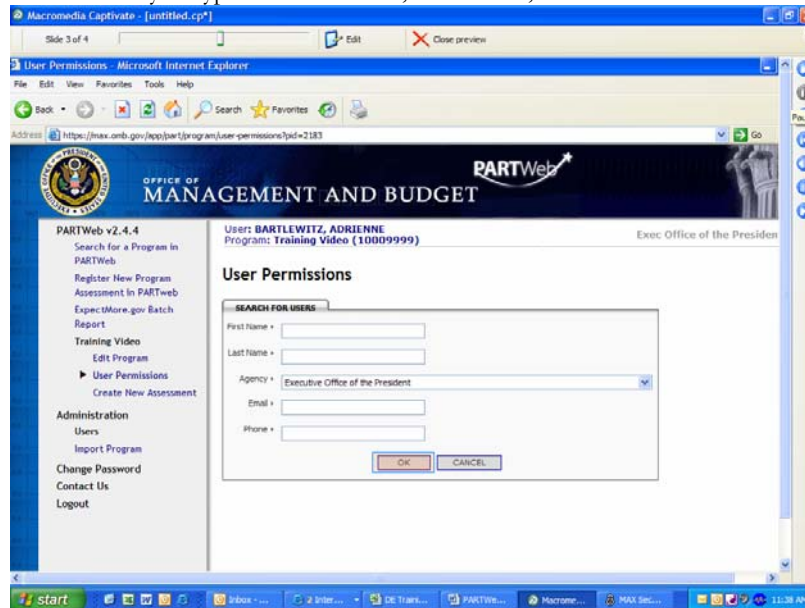 Macromedia Captivate - [untitled.cp*]
Side 3 of 4 Edit Close preview
User Permissions - Microsoft Internet Explorer
File Edit View Favorites Tools Help
Back Search Favorites
Address https://max.omb.gov/app/part/program/user-permissions?pid=2183 Go
OFFICE OF
MANAGEMENT AND BUDGET
PARTWeb
PARTWeb v2.4.4
Search for a Program in
PARTWeb
Register New Program
Assessment in PARTweb
ExpectMore.gov Batch
Report
Training Video
Edit Program
User Permissions
Create New Assessment
Administration
Users
Import Program
Change Password
Contact Us
Logout
User: BARTLEWITZ, ADRIENNE
Program: Training Video (10009999)
Exec Office of the Presiden
User Permissions
SEARCH FOR USERS
First Name
Last Name
Agency Executive Office of the President
Email
Phone
OK CANCEL
start Inbox - ... 2 Inter... DE Traini... PARTWe... Macrome... MAX Sec... 11:38 AM